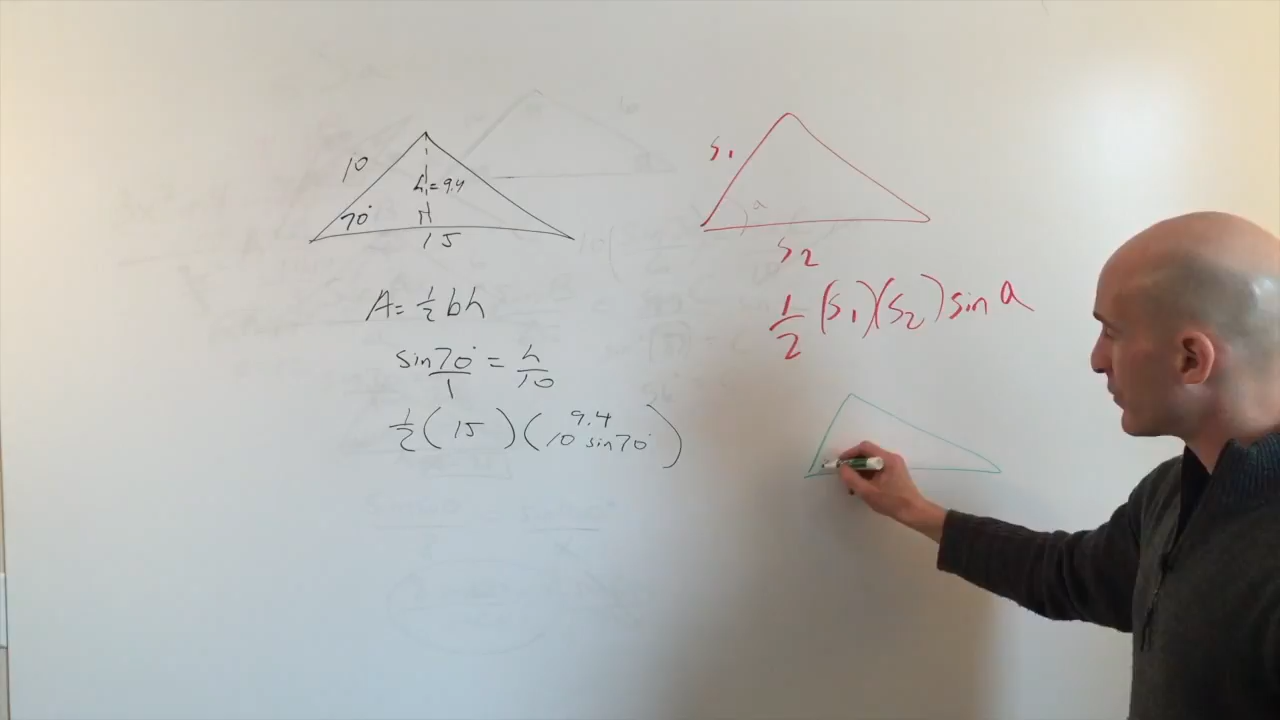 10
h=9.4
70°
15
A=½bh
sin70°/1 = h/10
9.4
½(15)(10 sin70°)
s₁
a
s₂
½(s₁)(s₂)sin a